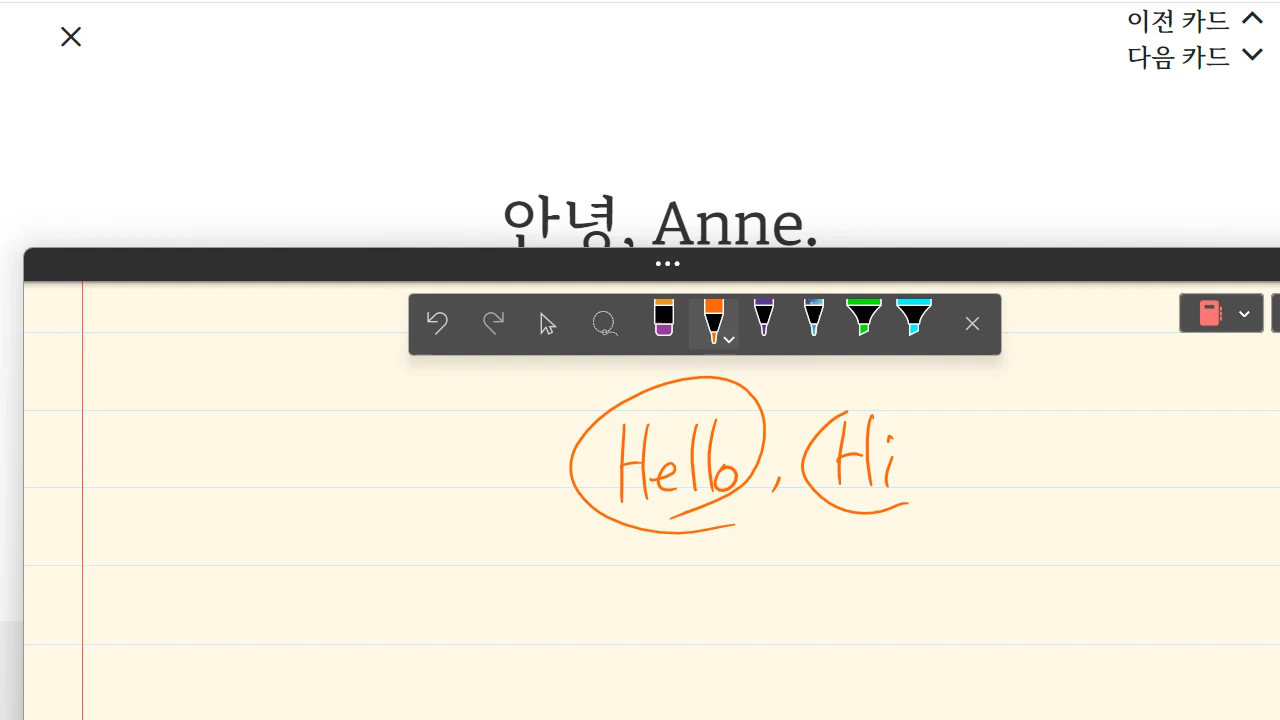 이전 카드
다음 카드
안녕, Anne.
Hello, Hi